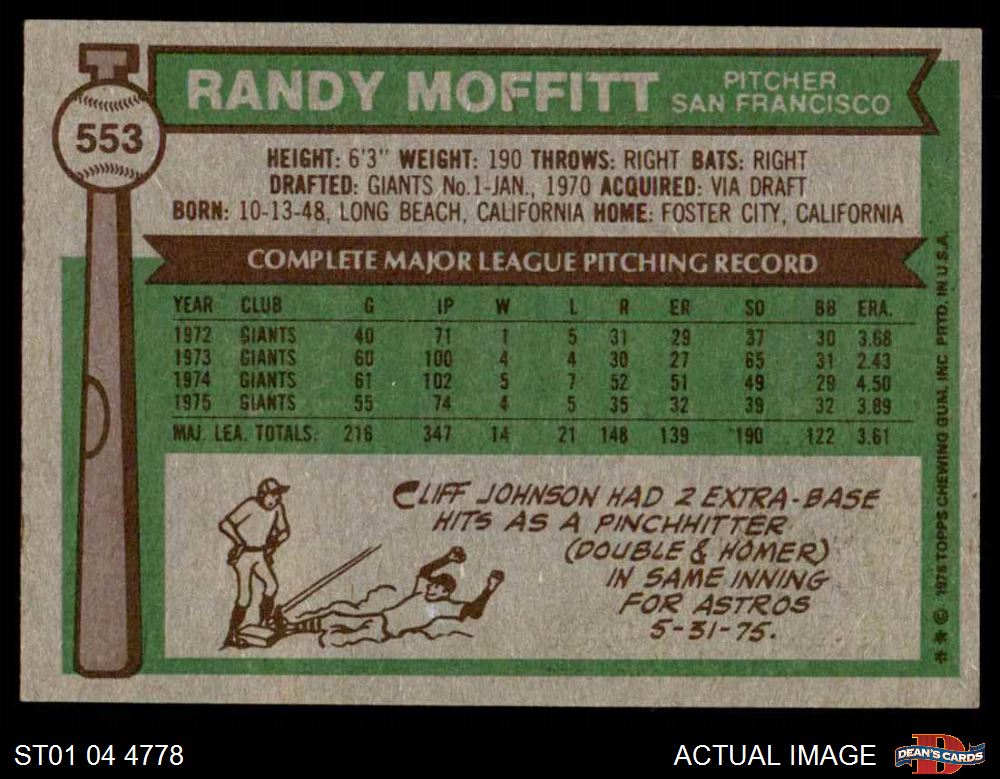 RANDY MOFFITT
PITCHER
SAN FRANCISCO
553
HEIGHT: 6'3" WEIGHT: 190 THROWS: RIGHT BATS: RIGHT
DRAFTED: GIANTS No.1-JAN., 1970 ACQUIRED: VIA DRAFT
BORN: 10-13-48, LONG BEACH, CALIFORNIA HOME: FOSTER CITY, CALIFORNIA
COMPLETE MAJOR LEAGUE PITCHING RECORD
YEAR CLUB G IP W L R ER SO BB ERA.
1972 GIANTS 40 71 1 5 31 29 37 30 3.68
1973 GIANTS 60 100 4 4 30 27 65 31 2.43
1974 GIANTS 61 102 5 7 52 51 49 29 4.50
1975 GIANTS 55 74 4 5 35 32 39 32 3.89
MAJ. LEA. TOTALS: 216 347 14 21 148 139 190 122 3.61
CLIFF JOHNSON HAD 2 EXTRA-BASE
HITS AS A PINCHHITTER
(DOUBLE & HOMER)
IN SAME INNING
FOR ASTROS
5-31-75.
** © 1976 TOPPS CHEWING GUM, INC. PRTD. IN U.S.A.
ST01 04 4778
ACTUAL IMAGE
D
DEAN'S CARDS